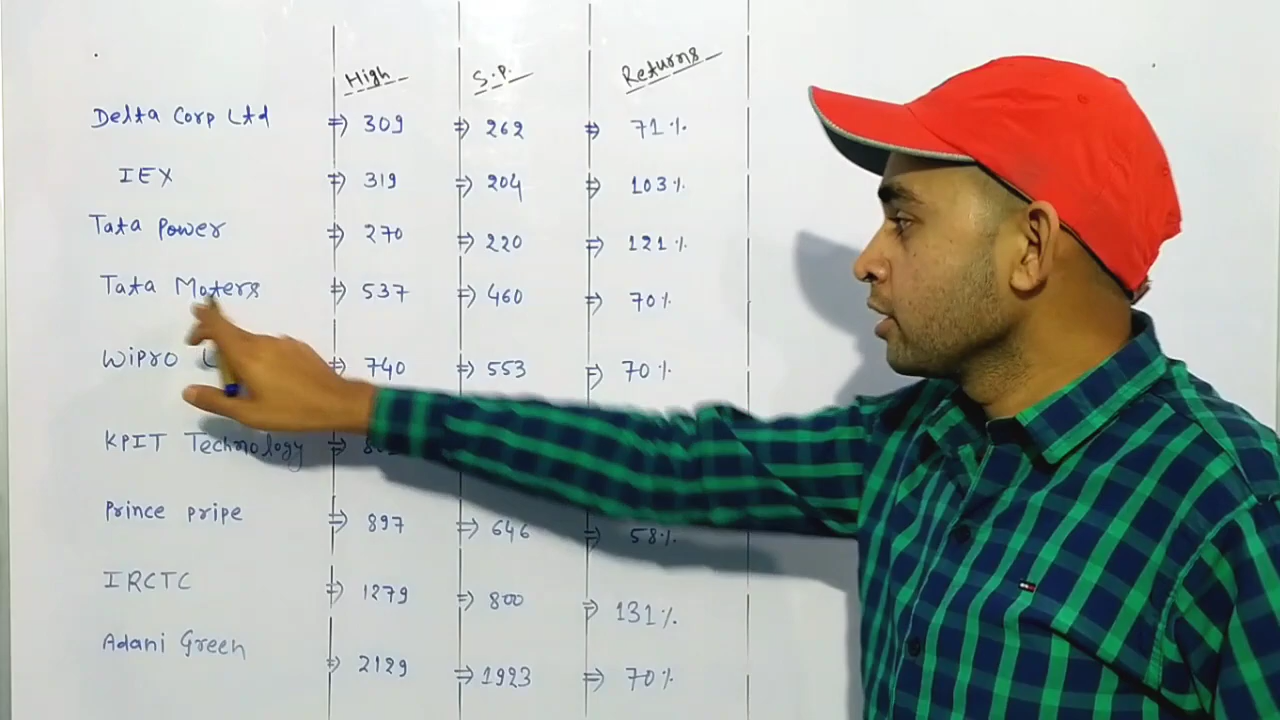 High S.P. Returns
Delta Corp Ltd ⇒ 309 ⇒ 262 ⇒ 71%
IEX ⇒ 319 ⇒ 204 ⇒ 103%
Tata Power ⇒ 270 ⇒ 220 ⇒ 121%
Tata Moters ⇒ 537 ⇒ 460 ⇒ 70%
Wipro ⇒ 740 ⇒ 553 ⇒ 70%
KPIT Technology ⇒
Prince pripe ⇒ 897 ⇒ 646 ⇒ 58%
IRCTC ⇒ 1279 ⇒ 800 ⇒ 131%
Adani Green ⇒ 2129 ⇒ 1923 ⇒ 70%